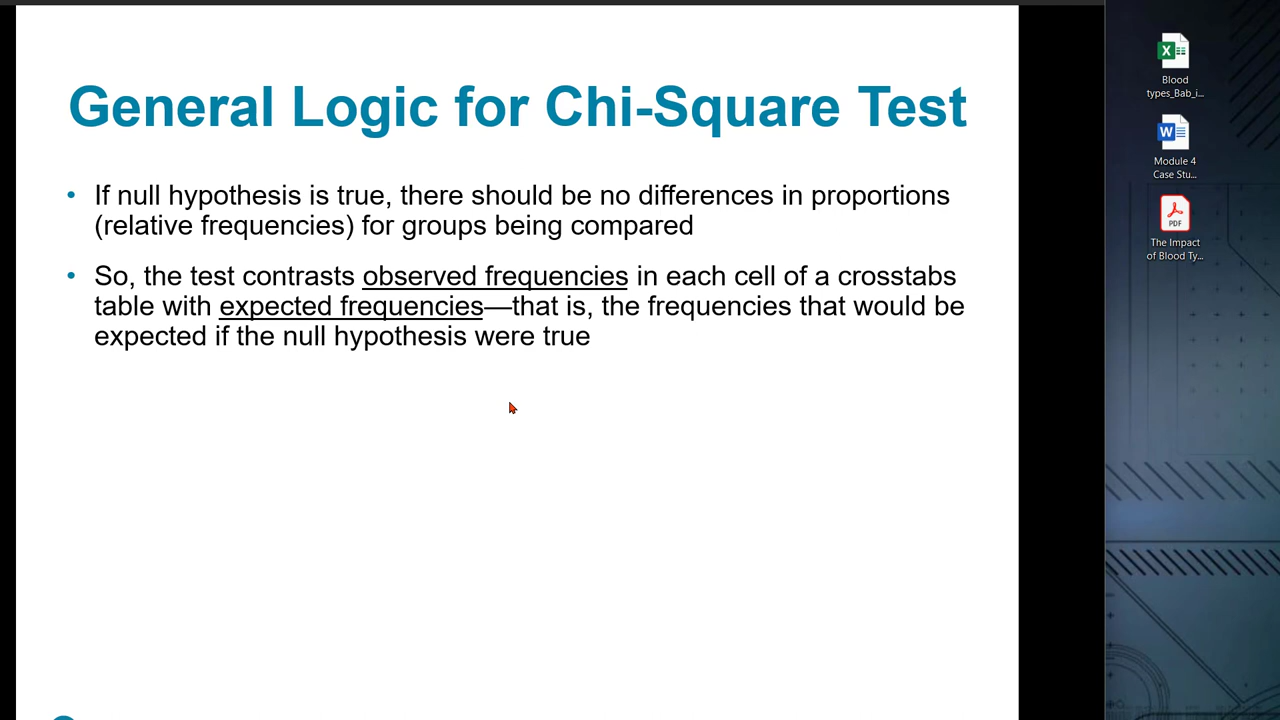 General Logic for Chi-Square Test
• If null hypothesis is true, there should be no differences in proportions
(relative frequencies) for groups being compared
• So, the test contrasts observed frequencies in each cell of a crosstabs
table with expected frequencies—that is, the frequencies that would be
expected if the null hypothesis were true
X
Blood
types_Bab_i...
W
Module 4
Case Stu...
PDF
The Impact
of Blood Ty...